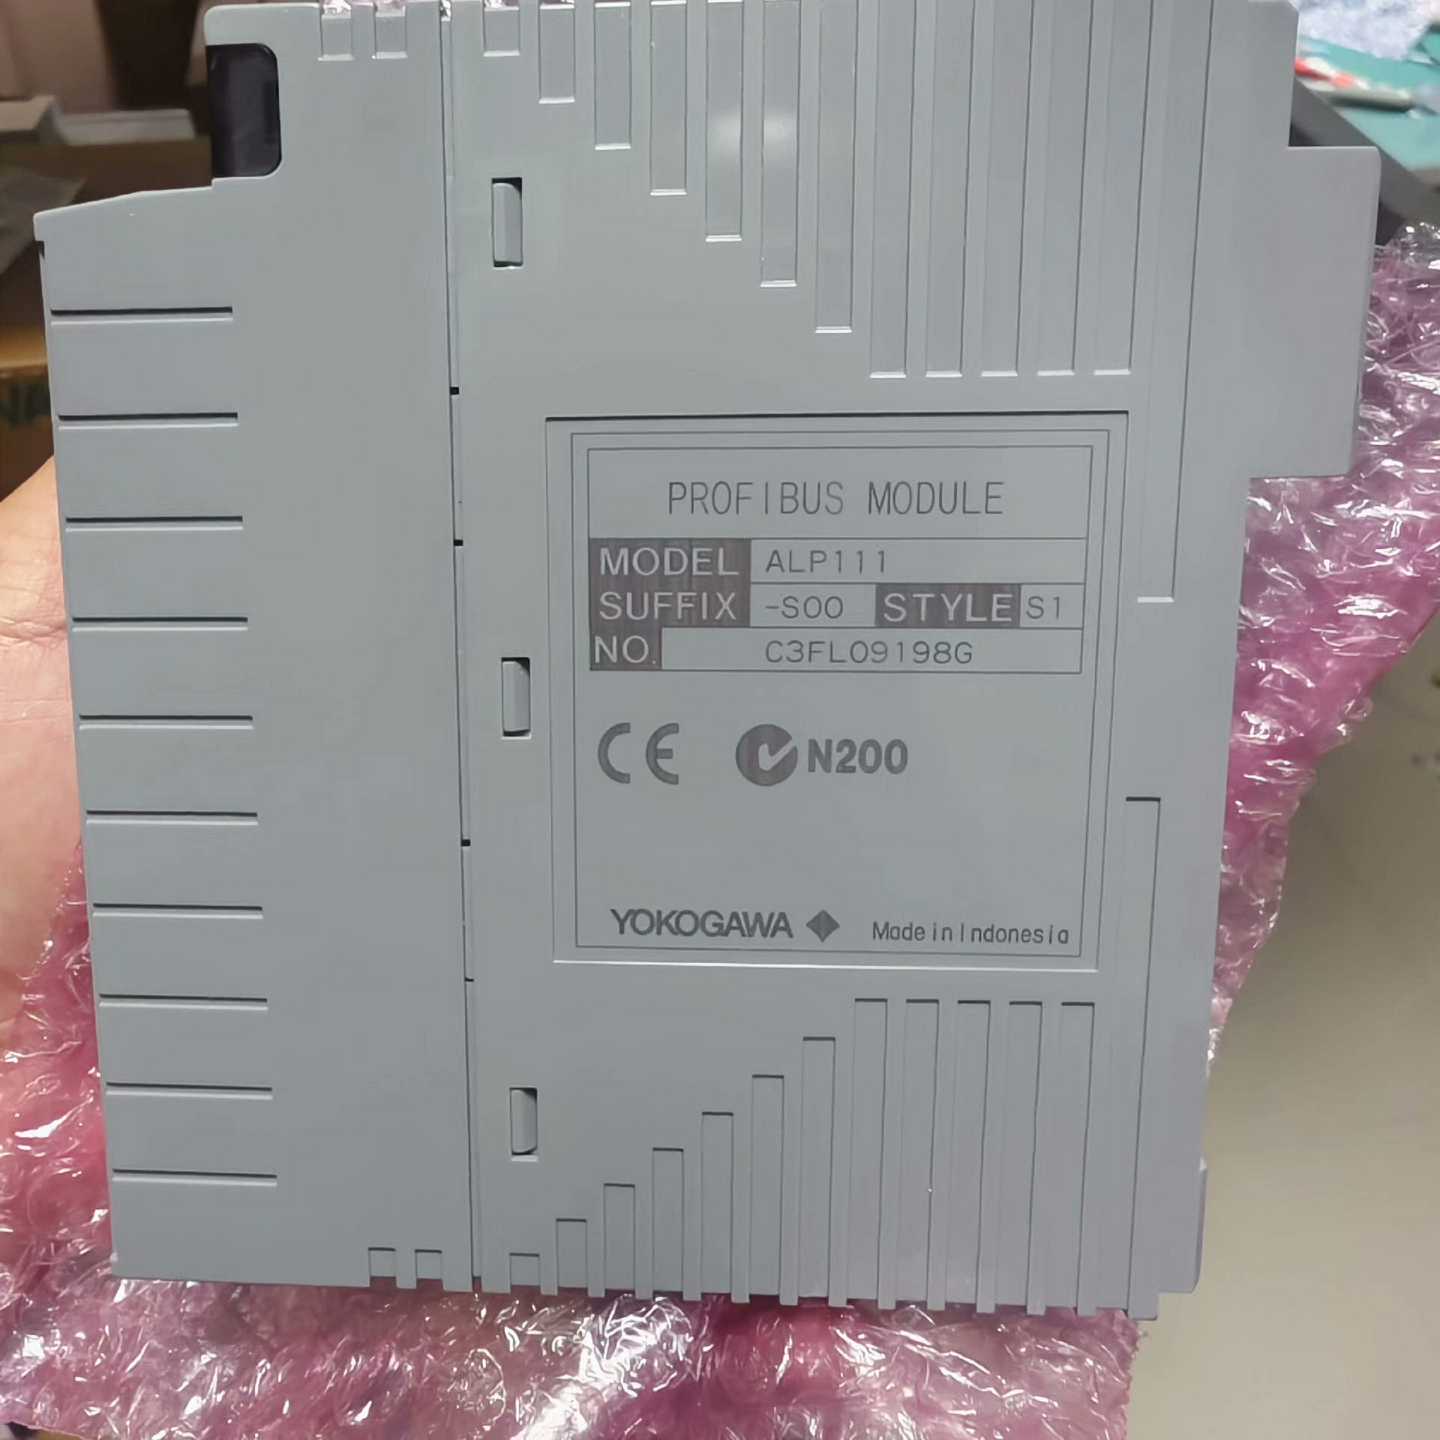 PROFIBUS MODULE
MODEL ALP111
SUFFIX -S00 STYLE S1
NO. C3FL09198G
CE N200
YOKOGAWA Made in Indonesia